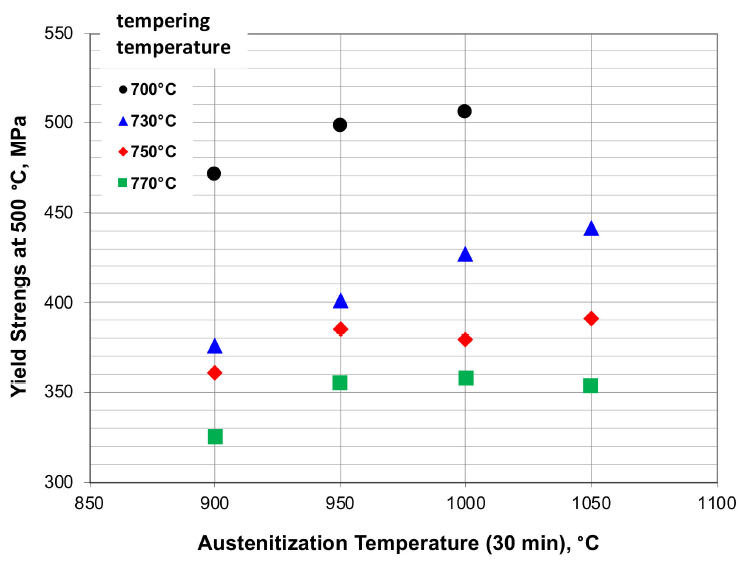 tempering
temperature
700°C
730°C
750°C
770°C
Yield Strengs at 500 °C, MPa
550
500
450
400
350
300
850
900
950
1000
1050
1100
Austenitization Temperature (30 min), °C